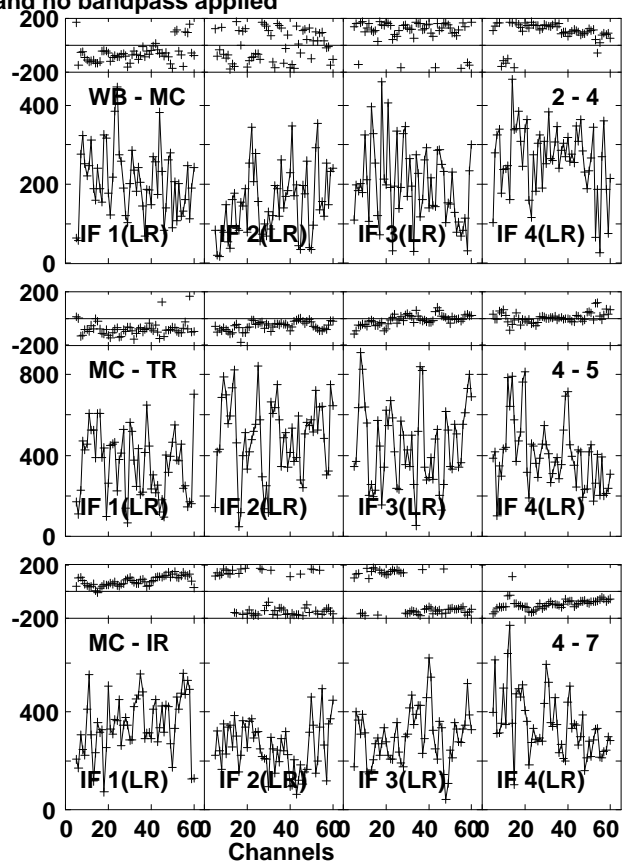 and no bandpass applied
200
-200
WB - MC
2 - 4
400
200
0
IF 1(LR)
IF 2(LR)
IF 3(LR)
IF 4(LR)
200
-200
MC - TR
4 - 5
800
400
0
IF 1(LR)
IF 2(LR)
IF 3(LR)
IF 4(LR)
200
-200
MC - IR
4 - 7
400
0
IF 1(LR)
IF 2(LR)
IF 3(LR)
IF 4(LR)
0 20 40 60 0 20 40 60 0 20 40 60 0 20 40 60
Channels